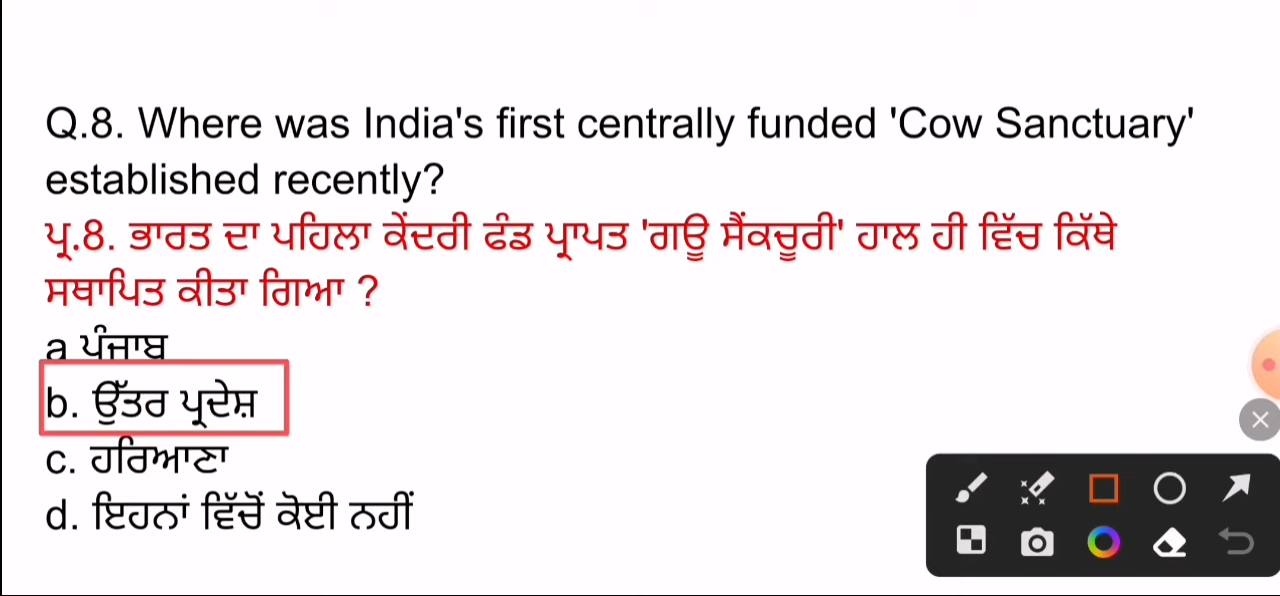 Q.8. Where was India's first centrally funded 'Cow Sanctuary'
established recently?
ਪ੍ਰ.8. ਭਾਰਤ ਦਾ ਪਹਿਲਾ ਕੇਂਦਰੀ ਫੰਡ ਪ੍ਰਾਪਤ 'ਗਊ ਸੈਂਕਚੂਰੀ' ਹਾਲ ਹੀ ਵਿੱਚ ਕਿੱਥੇ
ਸਥਾਪਿਤ ਕੀਤਾ ਗਿਆ ?
a ਪੰਜਾਬ
b. ਉੱਤਰ ਪ੍ਰਦੇਸ਼
c. ਹਰਿਆਣਾ
d. ਇਹਨਾਂ ਵਿੱਚੋਂ ਕੋਈ ਨਹੀਂ